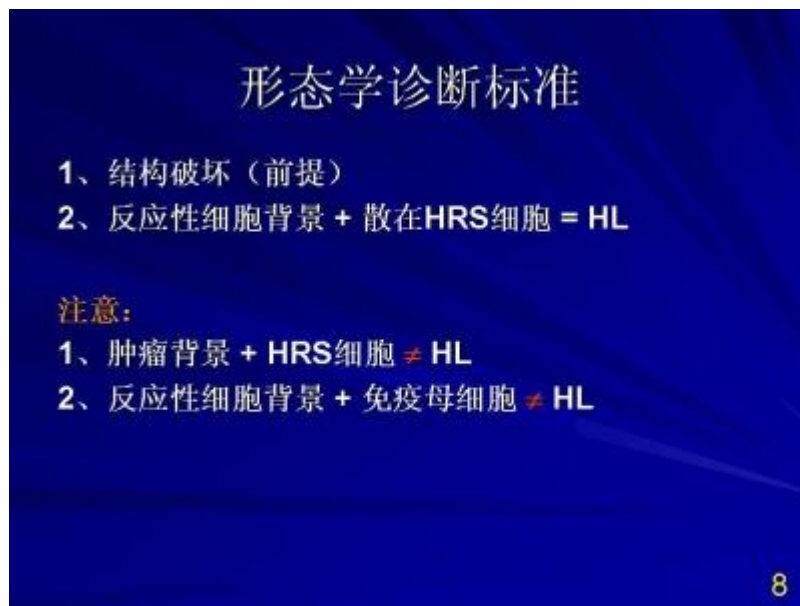 形态学诊断标准
1、结构破坏（前提）
2、反应性细胞背景 + 散在HRS细胞 = HL
注意：
1、肿瘤背景 + HRS细胞 ≠ HL
2、反应性细胞背景 + 免疫母细胞 ≠ HL
8